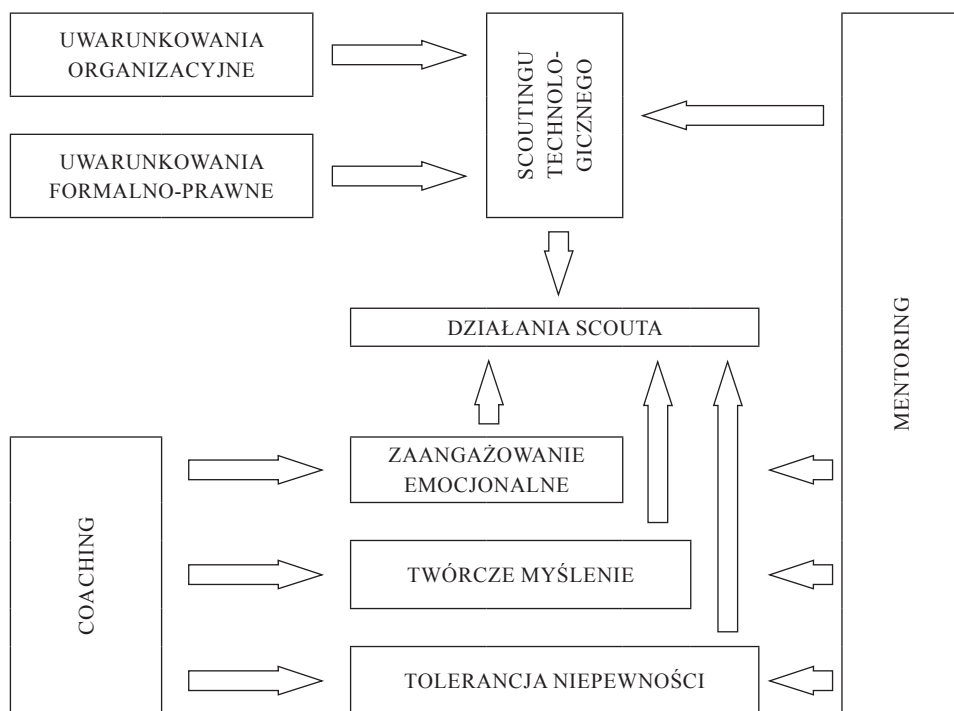 UWARUNKOWANIA
ORGANIZACYJNE
UWARUNKOWANIA
FORMALNO-PRAWNE
SCOUTINGU
TECHNOLO-
GICZNEGO
DZIAŁANIA SCOUTA
MENTORING
COACHING
ZAANGAŻOWANIE
EMOCJONALNE
TWÓRCZE MYŚLENIE
TOLERANCJA NIEPEWNOŚCI